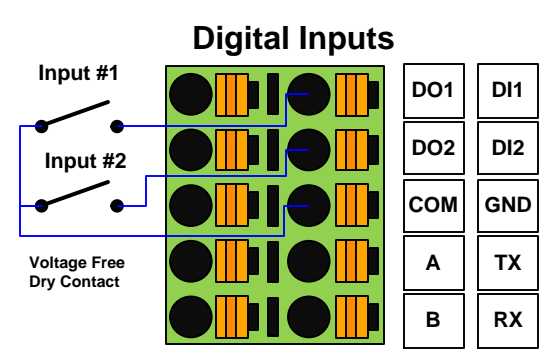 Digital Inputs
Input #1
Input #2
Voltage Free
Dry Contact
DO1 DI1
DO2 DI2
COM GND
A TX
B RX